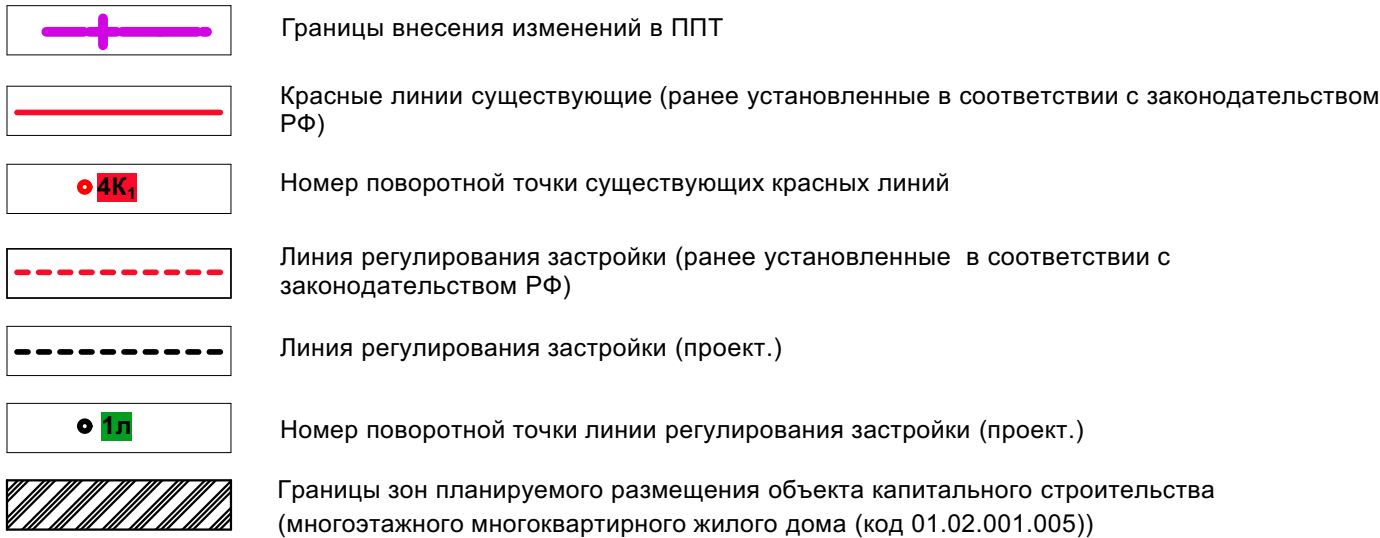 Границы внесения изменений в ППТ
Красные линии существующие (ранее установленные в соответствии с законодательством
РФ)
4К₁ Номер поворотной точки существующих красных линий
Линия регулирования застройки (ранее установленные в соответствии с
законодательством РФ)
Линия регулирования застройки (проект.)
1л Номер поворотной точки линии регулирования застройки (проект.)
Границы зон планируемого размещения объекта капитального строительства
(многоэтажного многоквартирного жилого дома (код 01.02.001.005))